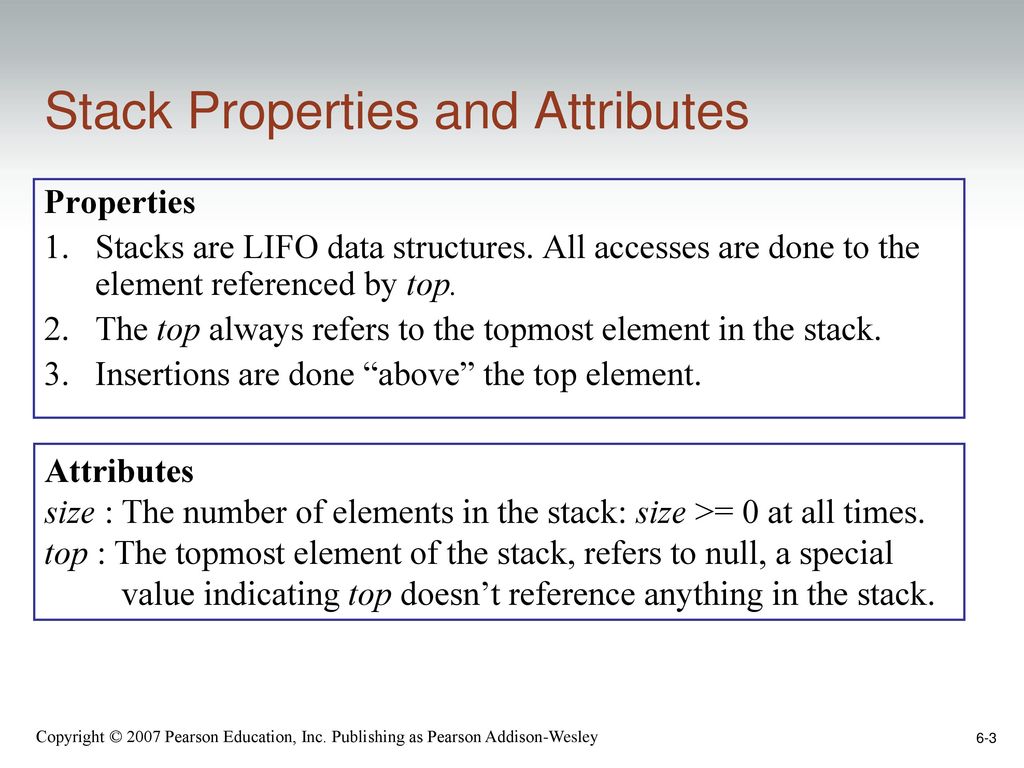 Stack Properties and Attributes
Properties
1. Stacks are LIFO data structures. All accesses are done to the
element referenced by top.
2. The top always refers to the topmost element in the stack.
3. Insertions are done “above” the top element.
Attributes
size : The number of elements in the stack: size >= 0 at all times.
top : The topmost element of the stack, refers to null, a special
value indicating top doesn’t reference anything in the stack.
Copyright © 2007 Pearson Education, Inc. Publishing as Pearson Addison-Wesley
6-3